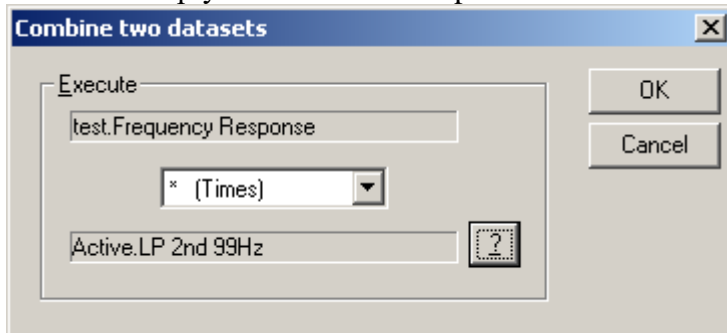 Combine two datasets
Execute
OK
test.Frequency Response
Cancel
* (Times)
Active.LP 2nd 99Hz
?